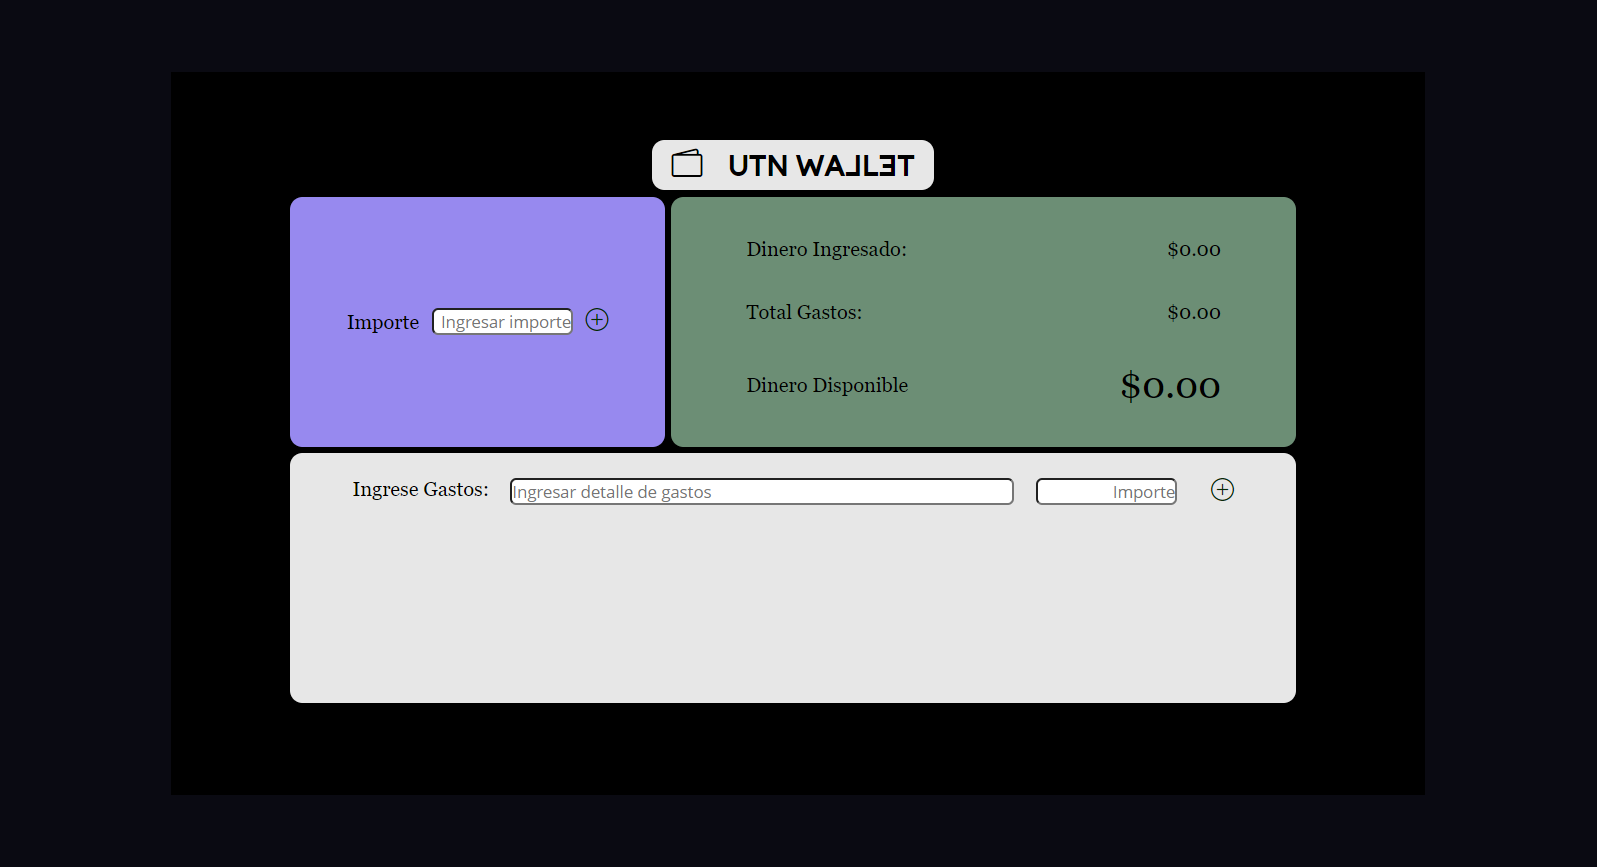 UTN WALLET
Importe
Ingresar importe
Dinero Ingresado:
$0.00
Total Gastos:
$0.00
Dinero Disponible
$0.00
Ingrese Gastos:
Ingresar detalle de gastos
Importe